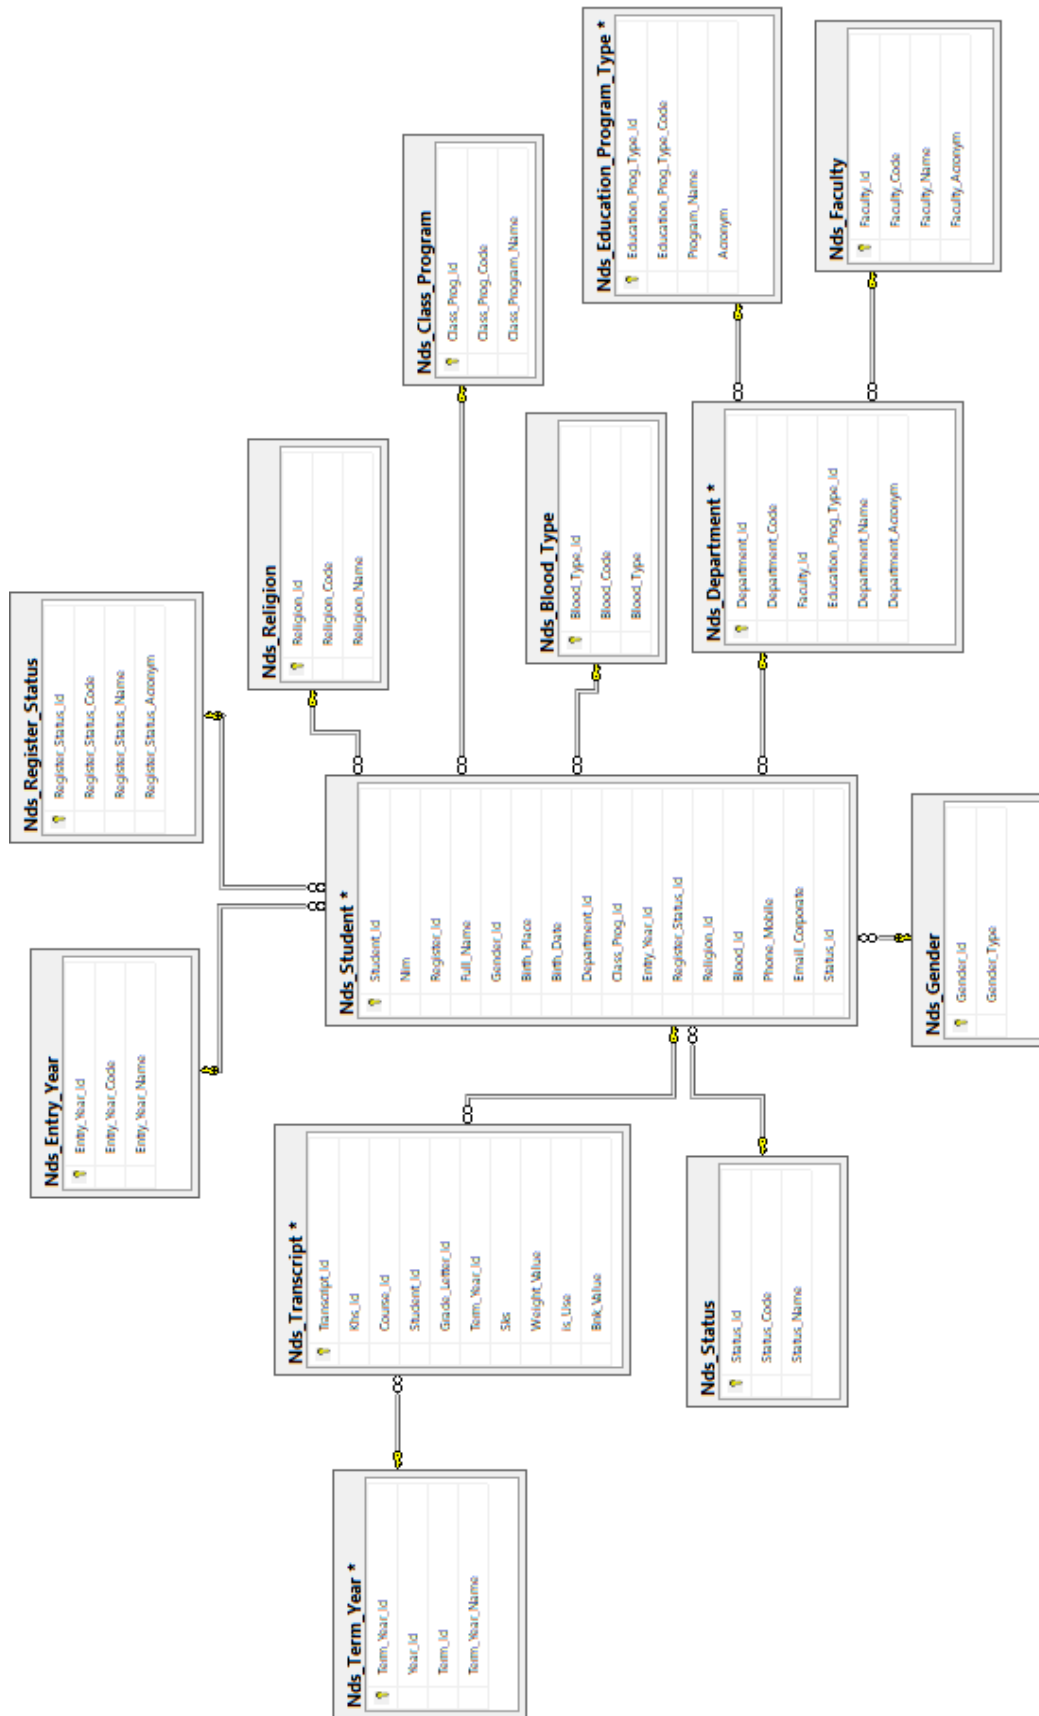 Nds_Term_Year *
Term_Year_Id
Year_Id
Term_Id
Term_Year_Name
Nds_Entry_Year
Entry_Year_Id
Entry_Year_Code
Entry_Year_Name
Nds_Transcript *
Transcript_Id
Khs_Id
Course_Id
Student_Id
Grade_Letter_Id
Term_Year_Id
Sks
Weight_Value
Is_Use
Bnk_Value
Nds_Status
Status_Id
Status_Code
Status_Name
Nds_Register_Status
Register_Status_Id
Register_Status_Code
Register_Status_Name
Register_Status_Acronym
Nds_Student *
Student_Id
Nim
Register_Id
Full_Name
Gender_Id
Birth_Place
Birth_Date
Department_Id
Class_Prog_Id
Entry_Year_Id
Register_Status_Id
Religion_Id
Blood_Id
Phone_Mobile
Email_Corporate
Status_Id
Nds_Gender
Gender_Id
Gender_Type
Nds_Religion
Religion_Id
Religion_Code
Religion_Name
Nds_Blood_Type
Blood_Type_Id
Blood_Code
Blood_Type
Nds_Department *
Department_Id
Department_Code
Faculty_Id
Education_Prog_Type_Id
Department_Name
Department_Acronym
Nds_Class_Program
Class_Prog_Id
Class_Prog_Code
Class_Program_Name
Nds_Education_Program_Type *
Education_Prog_Type_Id
Education_Prog_Type_Code
Program_Name
Acronym
Nds_Faculty
Faculty_Id
Faculty_Code
Faculty_Name
Faculty_Acronym